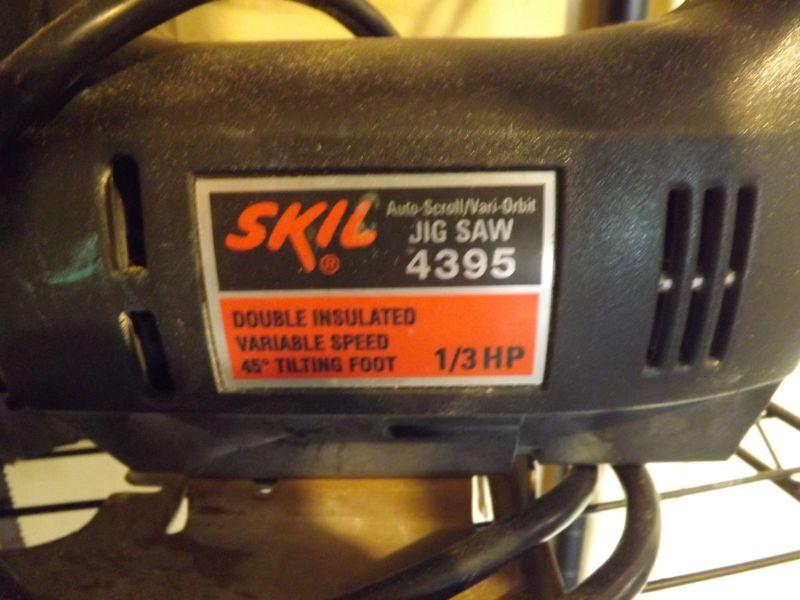 SKIL®
Auto-Scroll/Vari-Orbit
JIG SAW
4395
DOUBLE INSULATED
VARIABLE SPEED
45° TILTING FOOT 1/3 HP